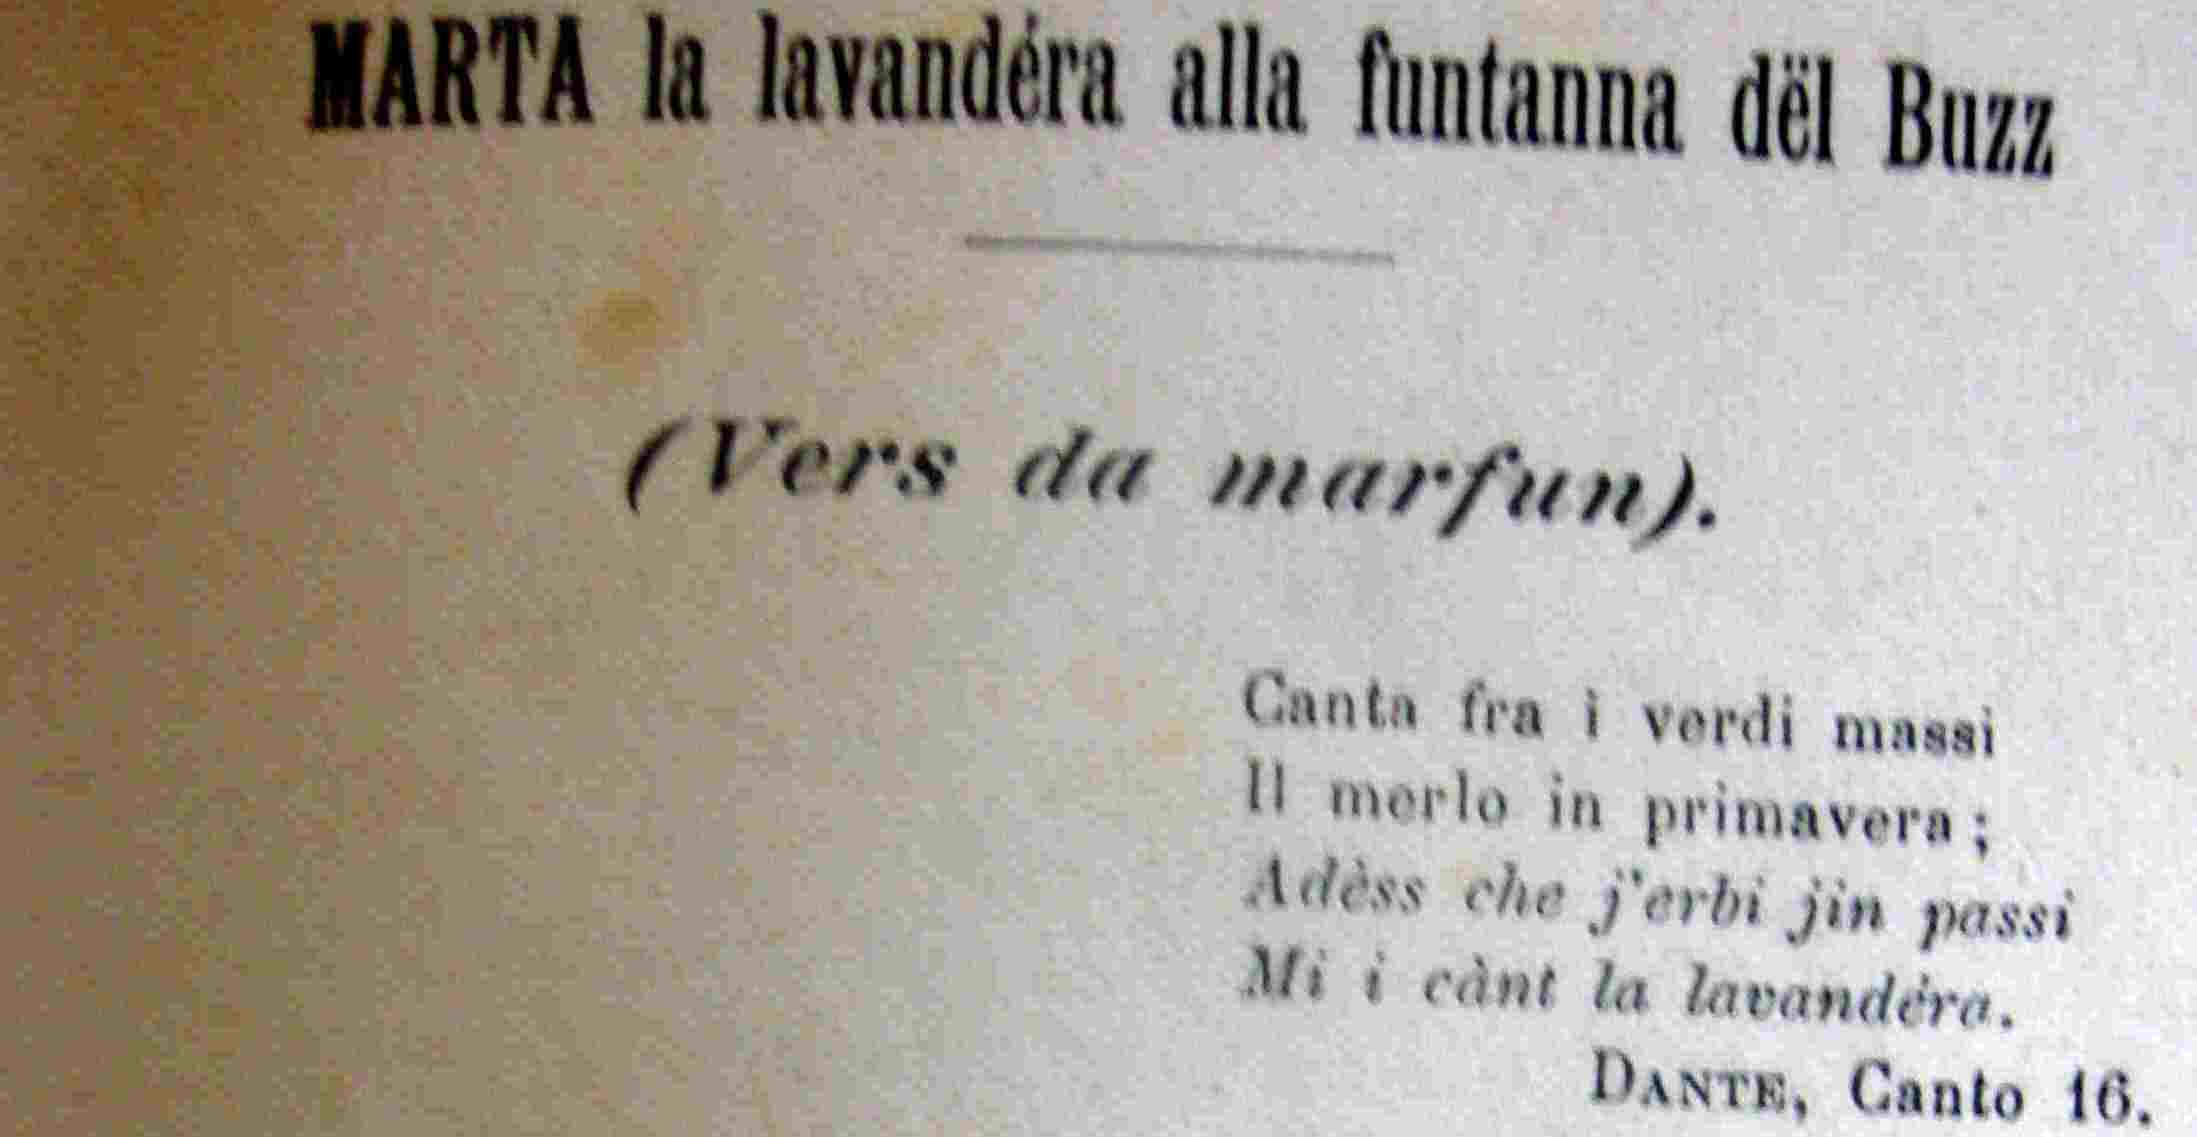 MARTA la lavandéra alla funtanna dël Buzz
(Vers da marfun).
Canta fra i verdi massi
Il merlo in primavera;
Adèss che j'erbi jin passi
Mi i cànt la lavandéra.
DANTE, Canto 16.